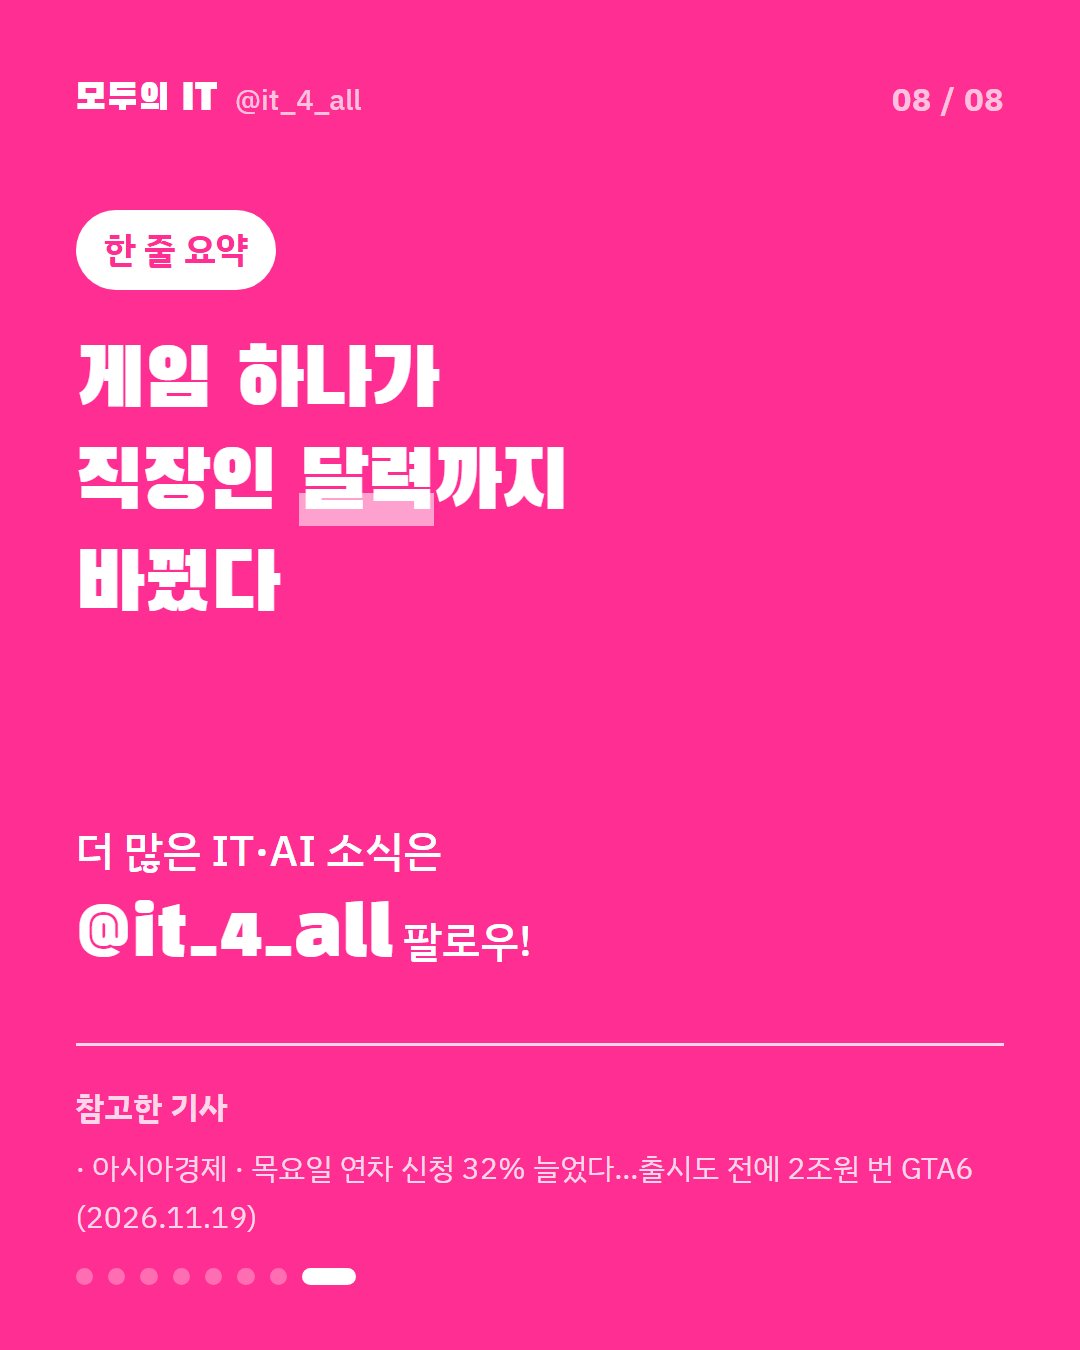 모두의 IT @it_4_all
08 / 08
한 줄 요약
게임 하나가
직장인 달력까지
바꿨다
더 많은 IT·AI 소식은
@it_4_all 팔로우!
참고한 기사
· 아시아경제 · 목요일 연차 신청 32% 늘었다...출시도 전에 2조원 번 GTA6
(2026.11.19)